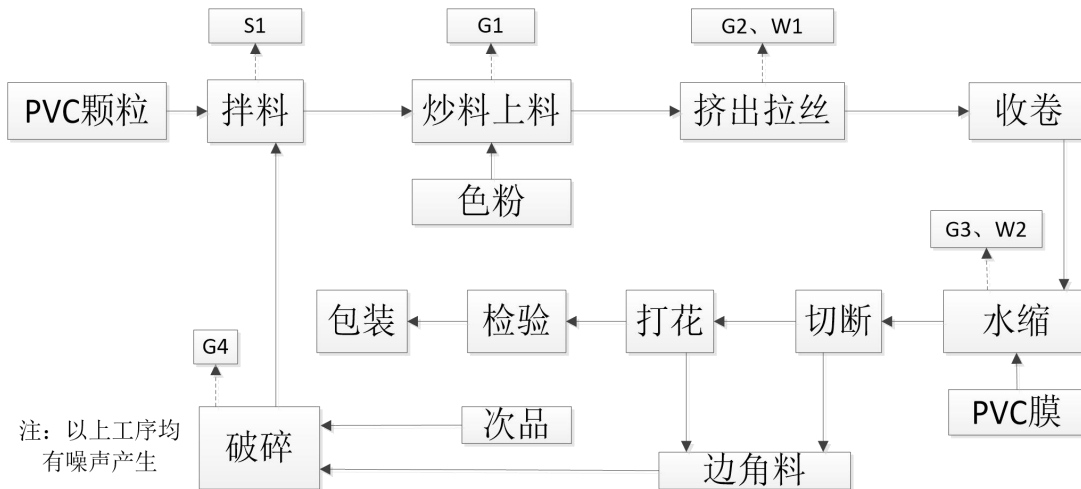 S1
G1
G2、W1
PVC颗粒
拌料
炒料上料
挤出拉丝
收卷
色粉
G3、W2
包装
检验
打花
切断
水缩
G4
PVC膜
注：以上工序均
有噪声产生
破碎
次品
边角料